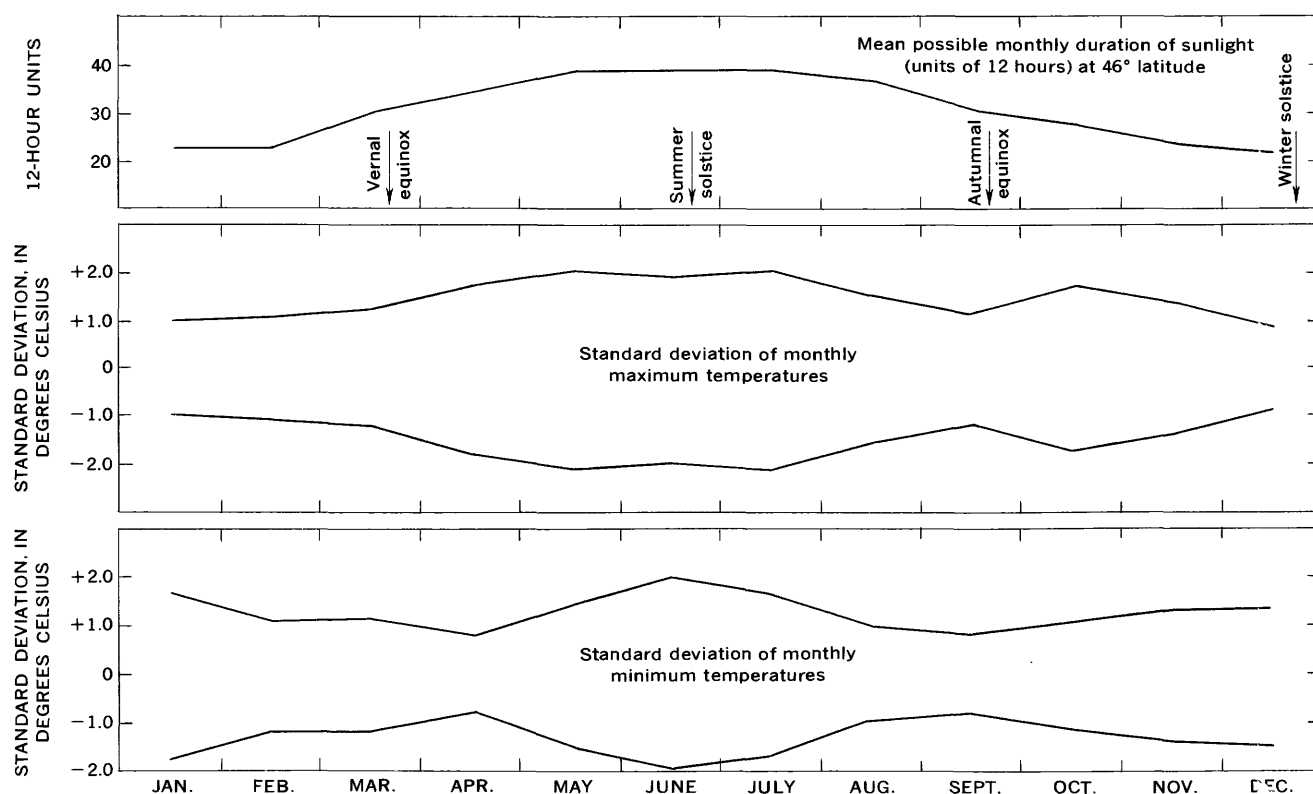 12-HOUR UNITS
40
30
20
Mean possible monthly duration of sunlight
(units of 12 hours) at 46° latitude
Vernal
equinox
Summer
solstice
Autumnal
equinox
Winter solstice
STANDARD DEVIATION, IN
DEGREES CELSIUS
+2.0
+1.0
0
−1.0
−2.0
Standard deviation of monthly
maximum temperatures
STANDARD DEVIATION, IN
DEGREES CELSIUS
+2.0
+1.0
0
−1.0
−2.0
Standard deviation of monthly
minimum temperatures
JAN. FEB. MAR. APR. MAY JUNE JULY AUG. SEPT. OCT. NOV. DEC.